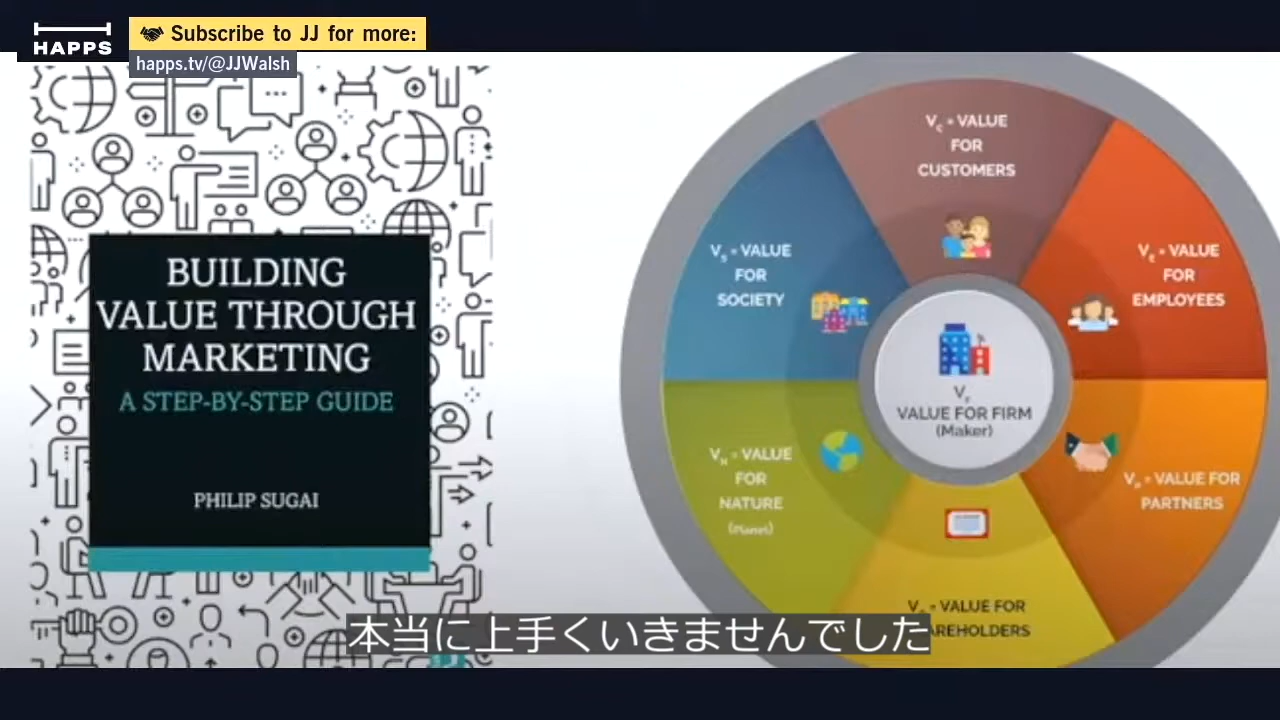 HAPPS
Subscribe to JJ for more:
happs.tv/@JJWalsh
BUILDING
VALUE THROUGH
MARKETING
A STEP-BY-STEP GUIDE
PHILIP SUGAI
Vc = VALUE
FOR
CUSTOMERS
VE = VALUE
FOR
EMPLOYEES
VP = VALUE FOR
PARTNERS
= VALUE FOR
AREHOLDERS
VN = VALUE
FOR
NATURE
(Planet)
VS = VALUE
FOR
SOCIETY
VF
VALUE FOR FIRM
(Maker)
本当に上手くいきませんでした